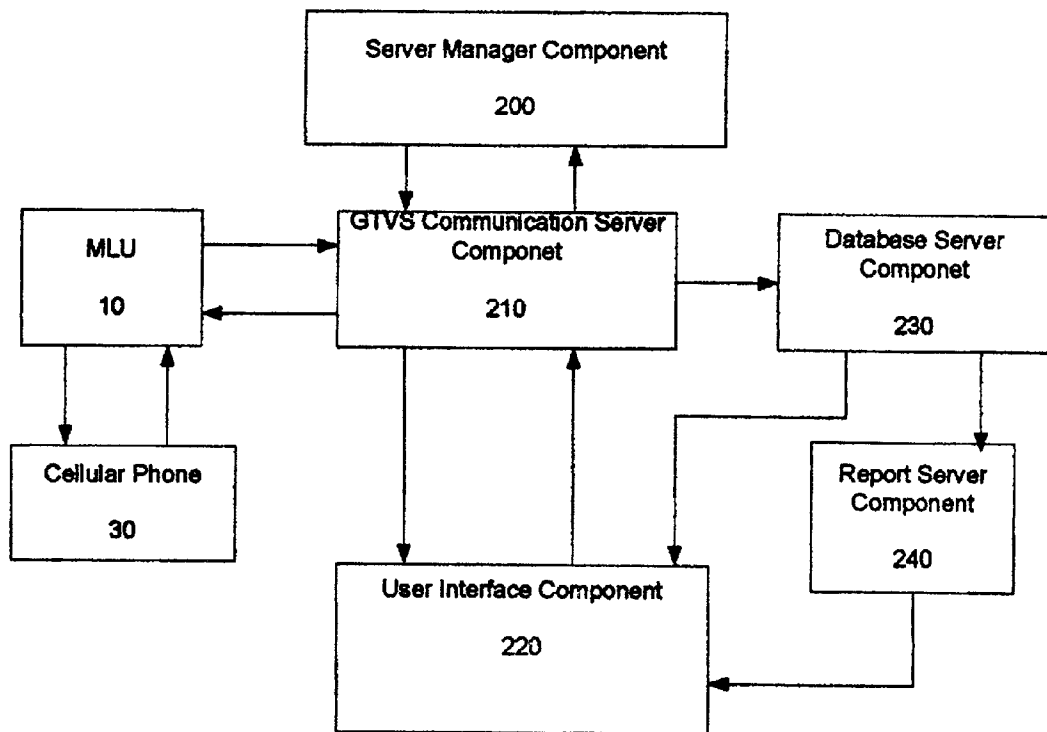 Server Manager Component
200
GTVS Communication Server
Componet
210
MLU
10
Database Server
Componet
230
Cellular Phone
30
Report Server
Component
240
User Interface Component
220